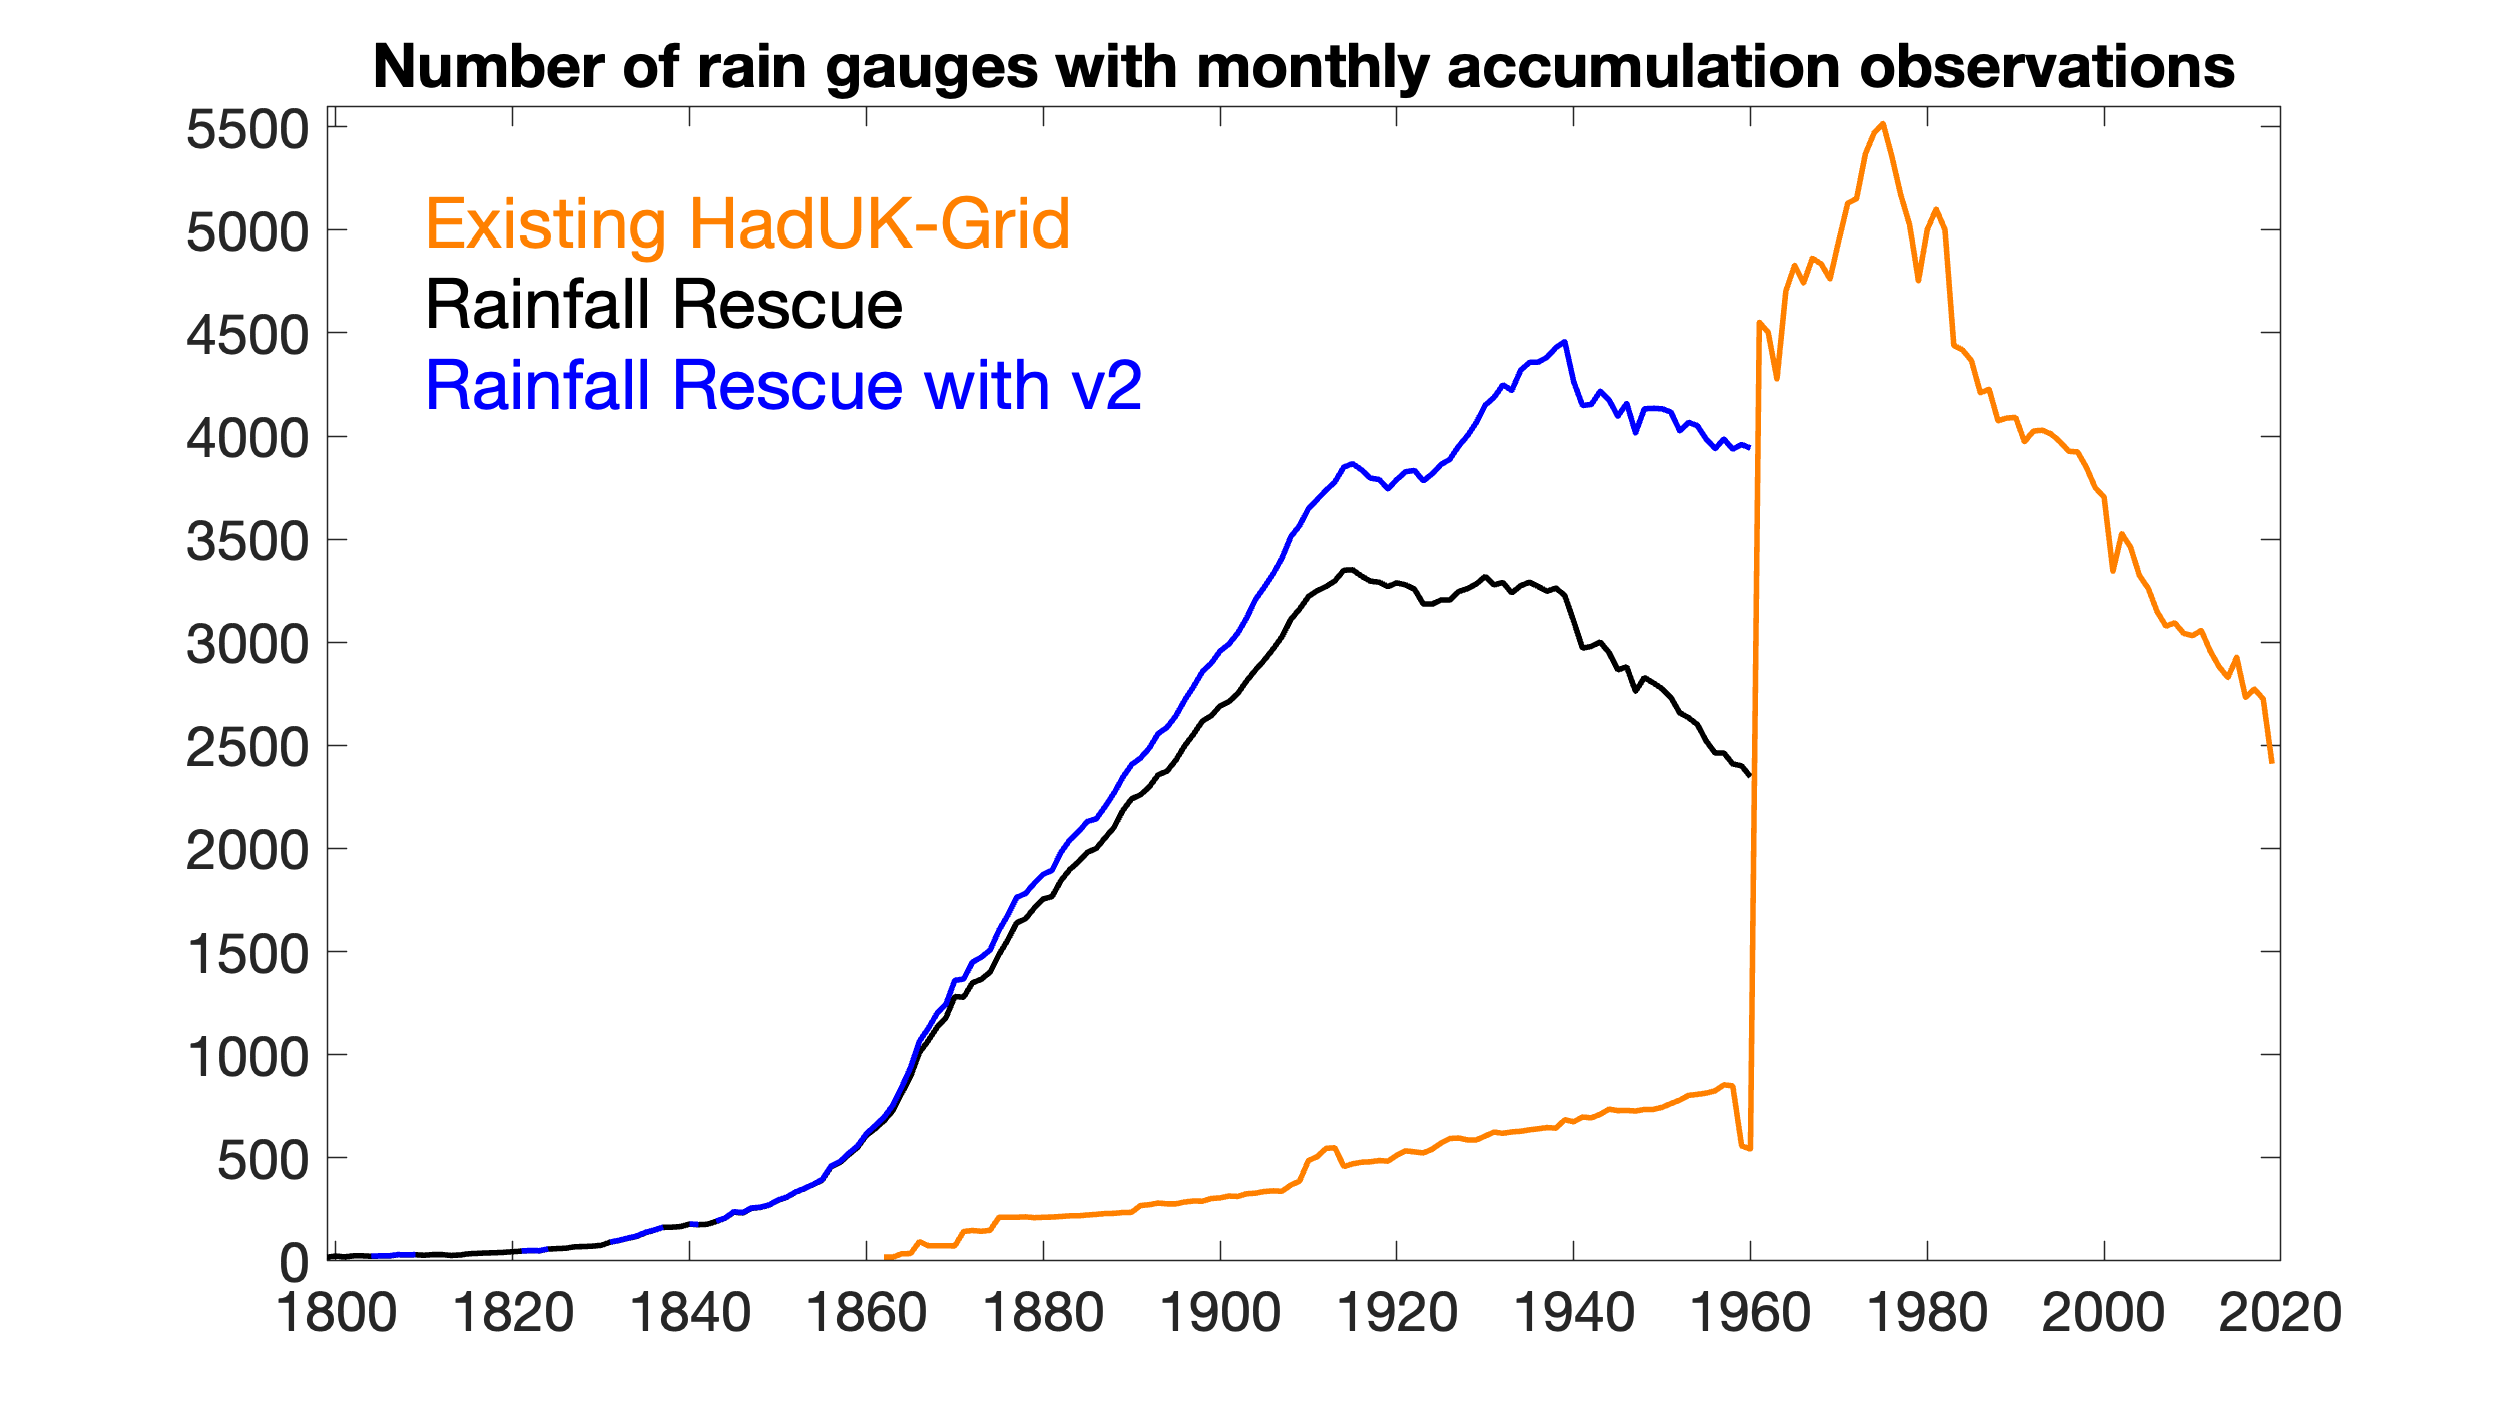 Number of rain gauges with monthly accumulation observations
5500
5000
4500
4000
3500
3000
2500
2000
1500
1000
500
0
Existing HadUK-Grid
Rainfall Rescue
Rainfall Rescue with v2
1800 1820 1840 1860 1880 1900 1920 1940 1960 1980 2000 2020